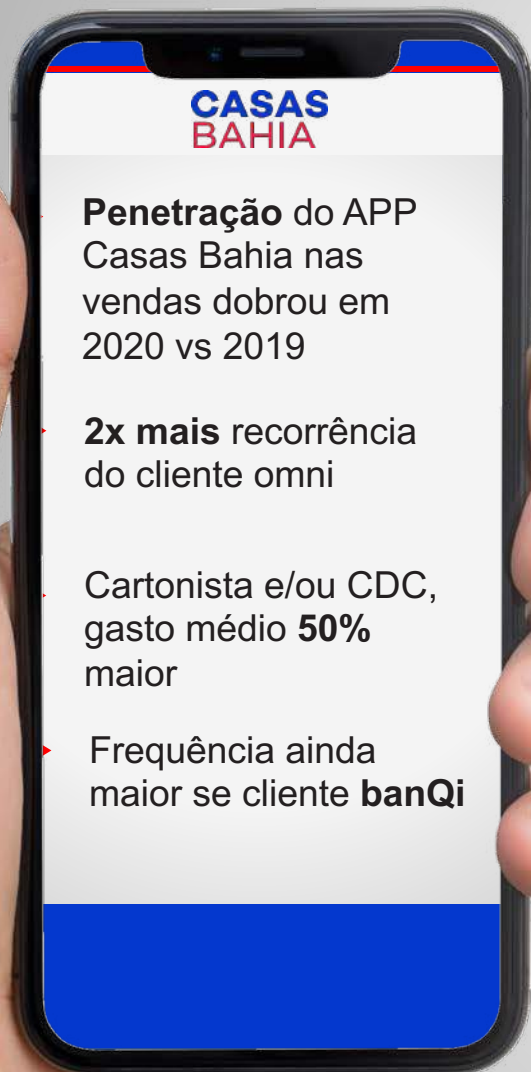 CASAS
BAHIA
Penetração do APP
Casas Bahia nas
vendas dobrou em
2020 vs 2019
2x mais recorrência
do cliente omni
Cartonista e/ou CDC,
gasto médio 50%
maior
Frequência ainda
maior se cliente banQi